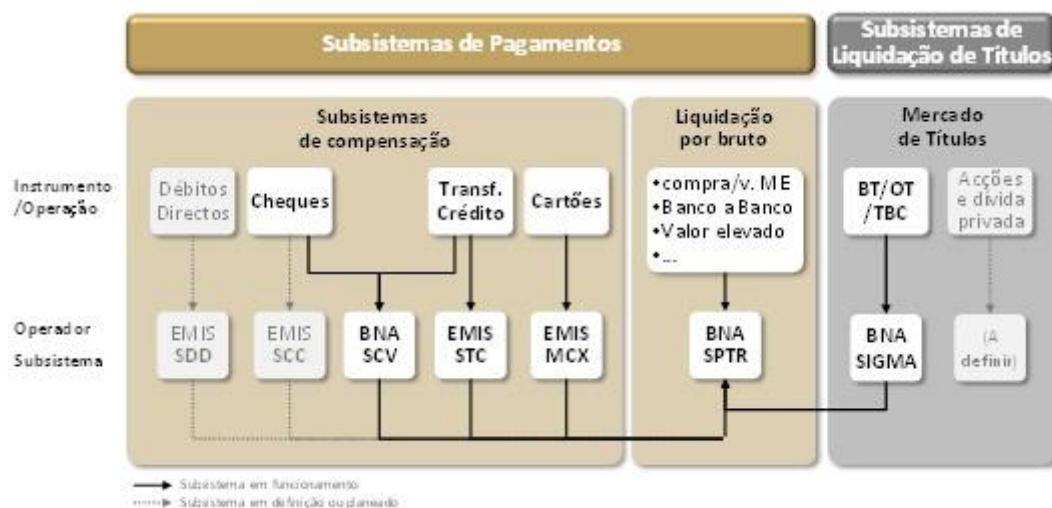 Subsistemas de Pagamentos
Subsistemas de
Liquidação de Títulos
Subsistemas
de compensação
Liquidação
por bruto
Mercado
de Títulos
Instrumento
/Operação
Débitos
Directos
Cheques
Transf.
Crédito
Cartões
•compra/v. ME
•Banco a Banco
•Valor elevado
•...
BT/OT
/TBC
Acções
e dívida
privada
Operador
Subsistema
EMIS
SDD
EMIS
SCC
BNA
SCV
EMIS
STC
EMIS
MCX
BNA
SPTR
BNA
SIGMA
(A
definir)
Subsistema em funcionamento
Subsistema em definição ou planeado